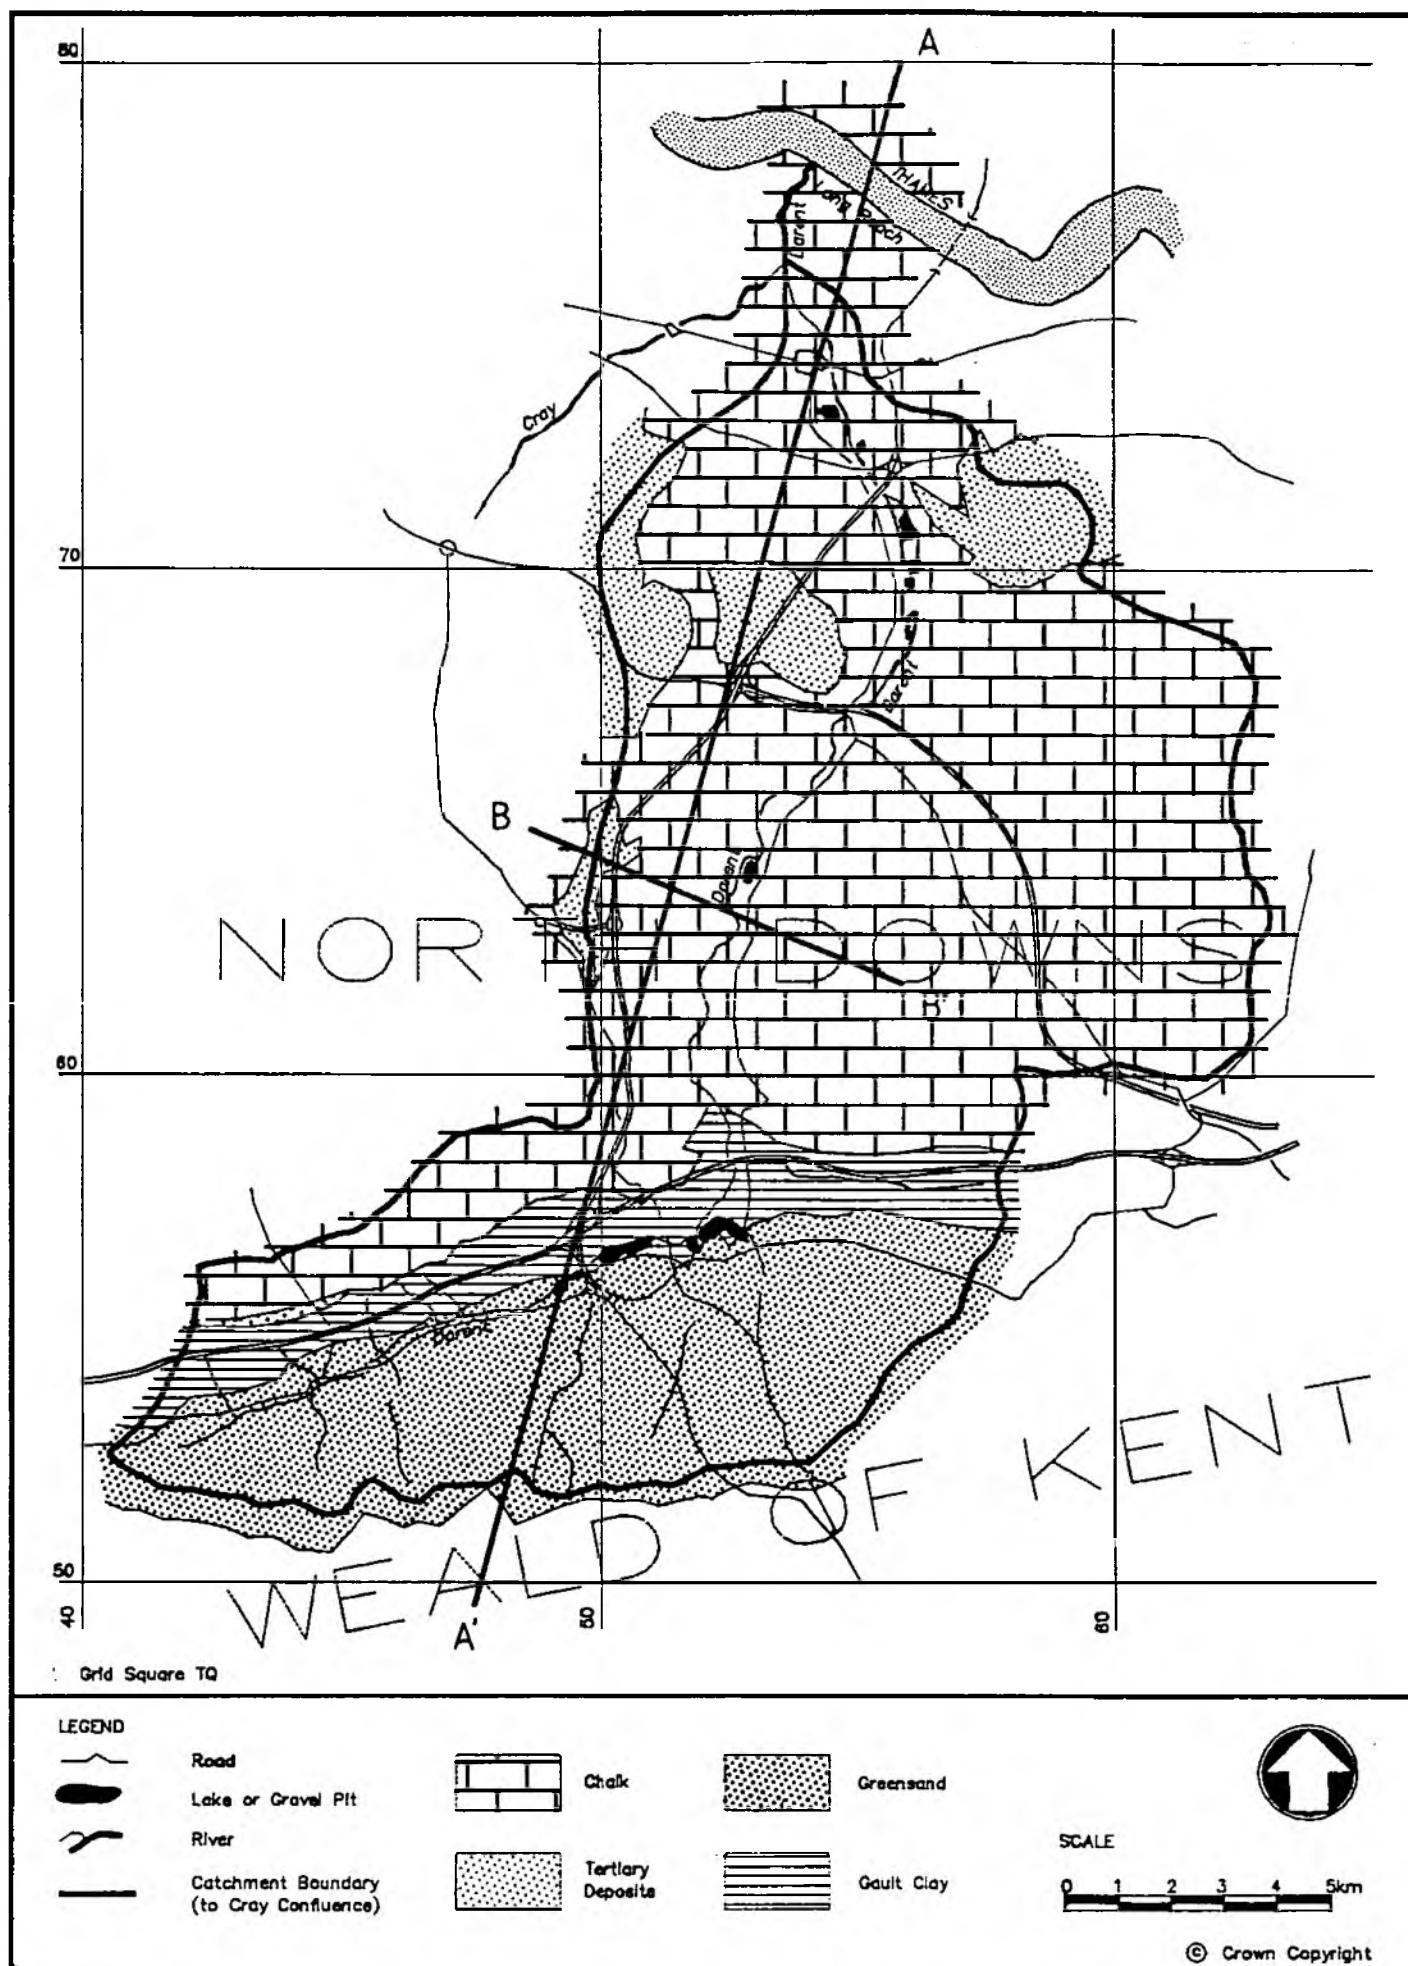 80
A
THAMES
Long Reach
Darent
Cray
70
Darent
B
Darent
NORTH DOWNS
B'
60
Darent
WEALD OF KENT
50
40
50
60
A'
Grid Square TQ
LEGEND
Road
Lake or Gravel Pit
River
Catchment Boundary
(to Cray Confluence)
Chalk
Tertiary
Deposits
Greensand
Gault Clay
SCALE
0 1 2 3 4 5km
© Crown Copyright